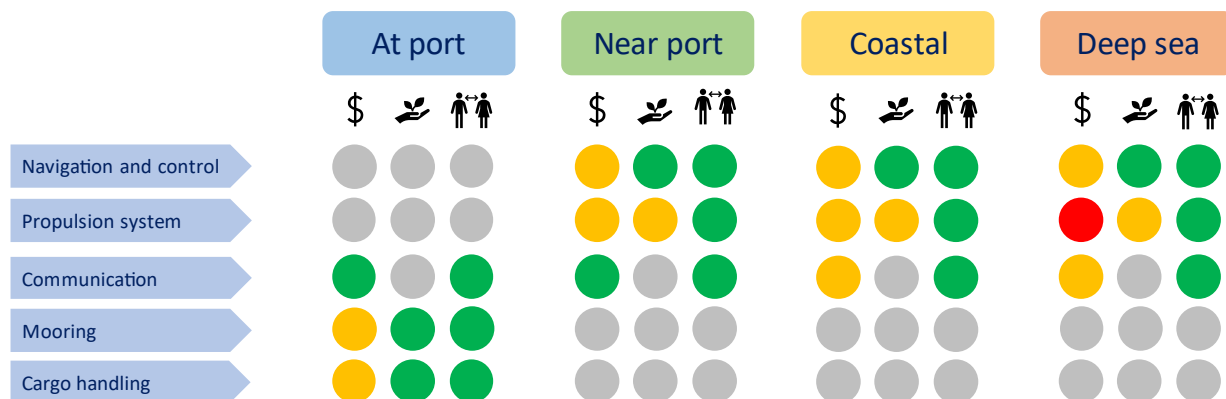 At port
Near port
Coastal
Deep sea
$
$
$
$
Navigation and control
Propulsion system
Communication
Mooring
Cargo handling